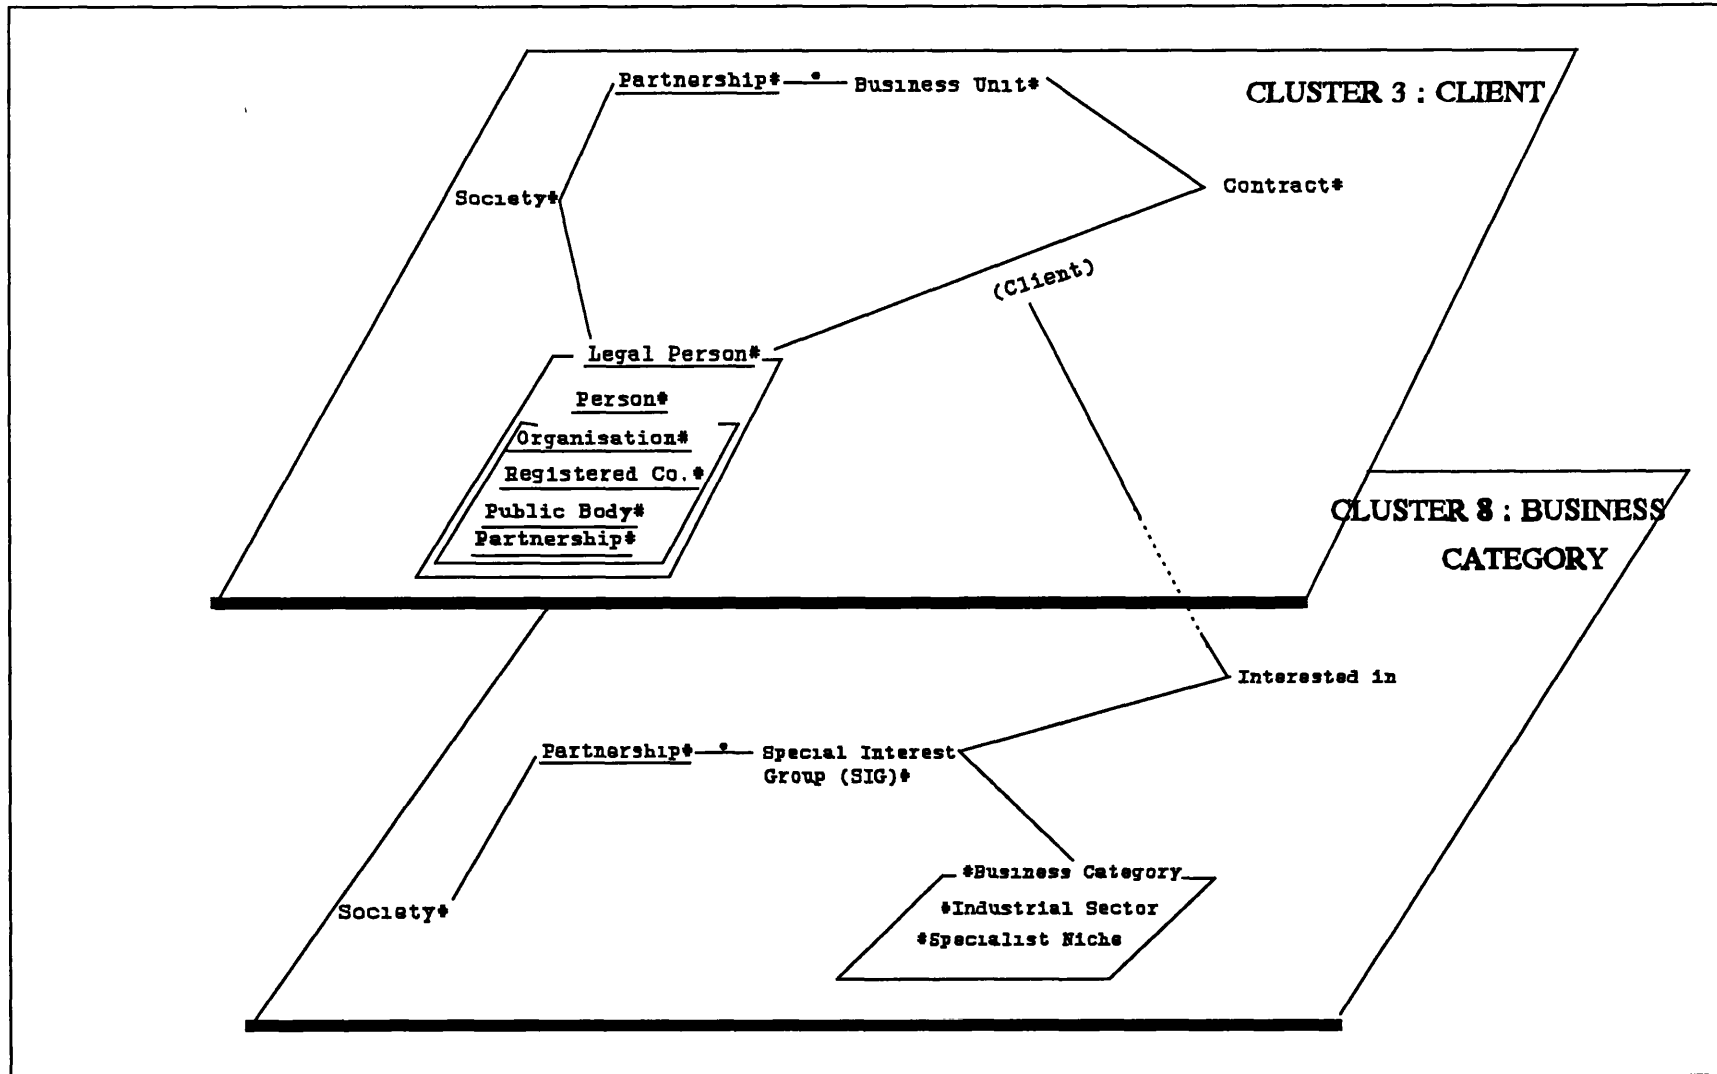 Partnership# Business Unit#
CLUSTER 3 : CLIENT
Society#
Contract#
(Client)
Legal Person#
Person#
Organisation#
Registered Co.#
Public Body#
Partnership#
CLUSTER 8 : BUSINESS
CATEGORY
Interested in
Partnership# Special Interest
Group (SIG)#
#Business Category
Society#
#Industrial Sector
#Specialist Niche